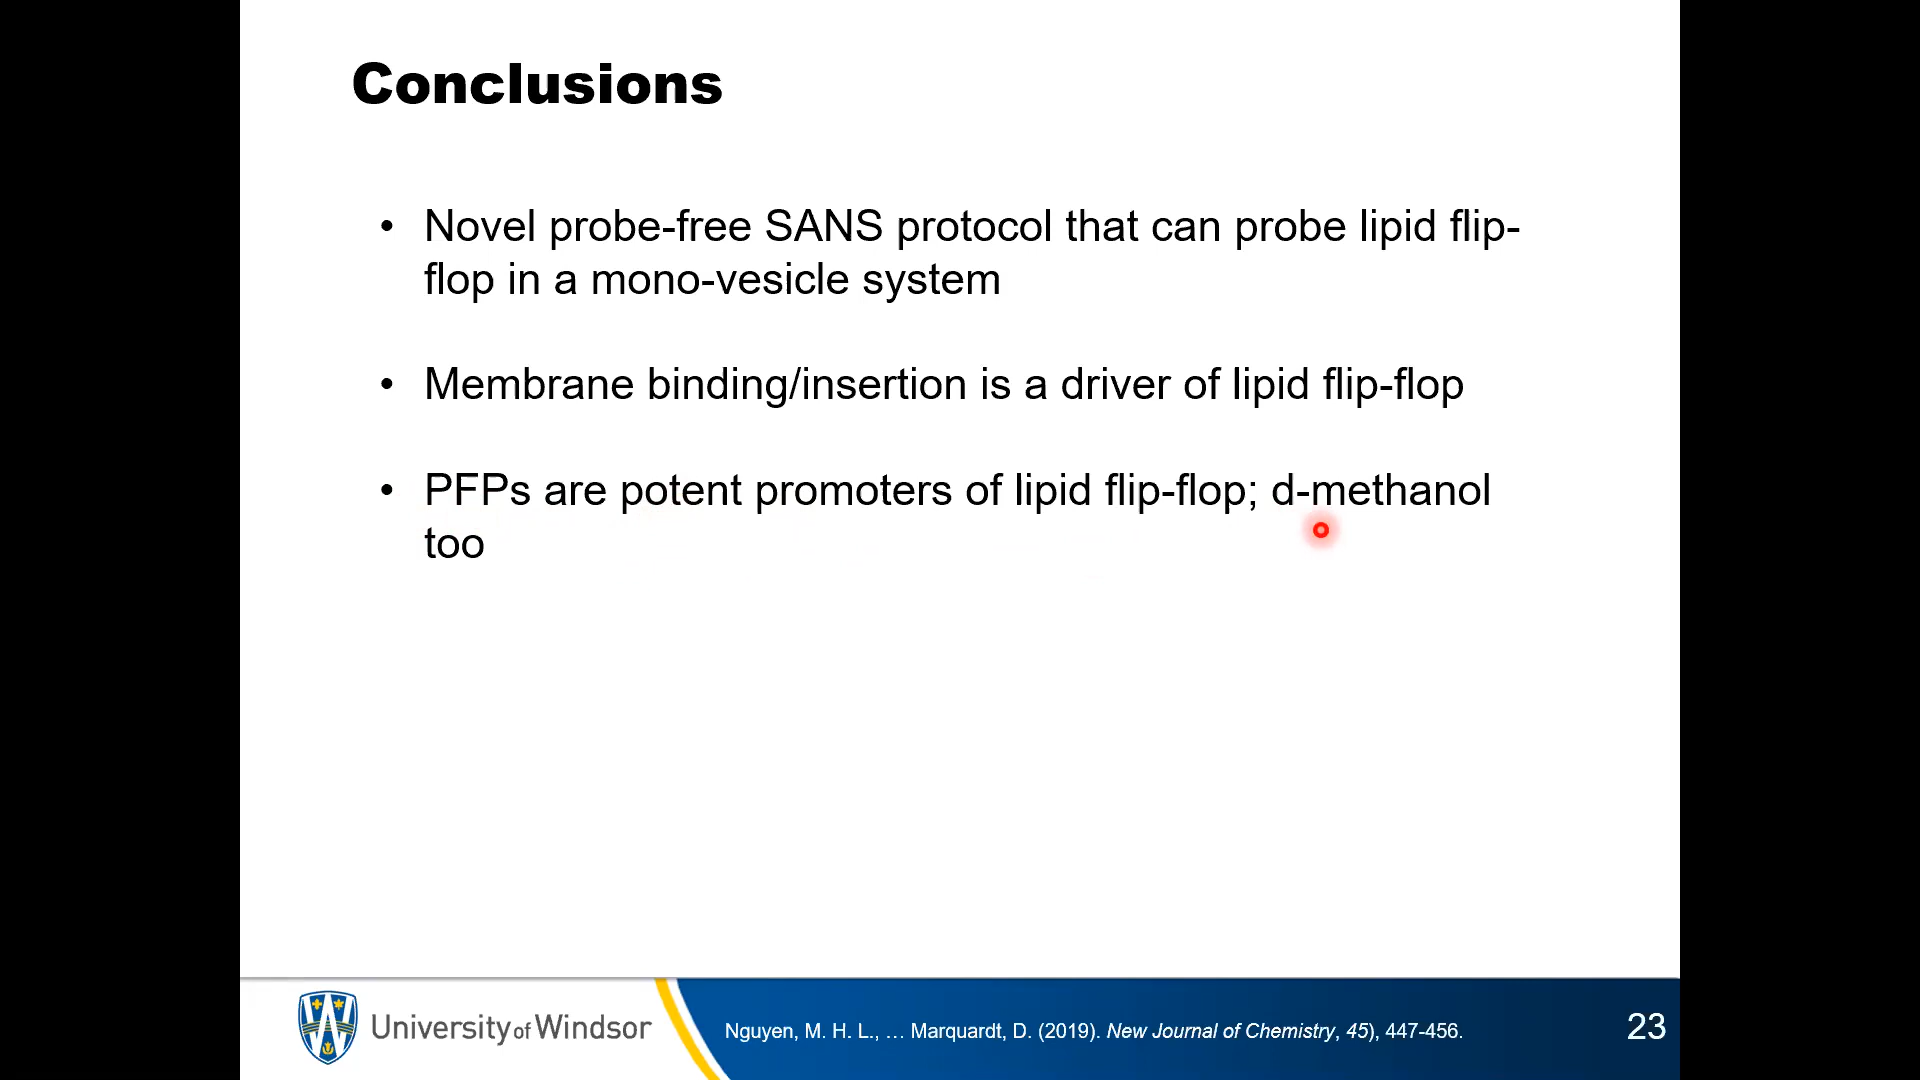 Conclusions
• Novel probe-free SANS protocol that can probe lipid flip-
flop in a mono-vesicle system
• Membrane binding/insertion is a driver of lipid flip-flop
• PFPs are potent promoters of lipid flip-flop; d-methanol
too
University of Windsor
Nguyen, M. H. L., … Marquardt, D. (2019). New Journal of Chemistry, 45), 447-456.
23